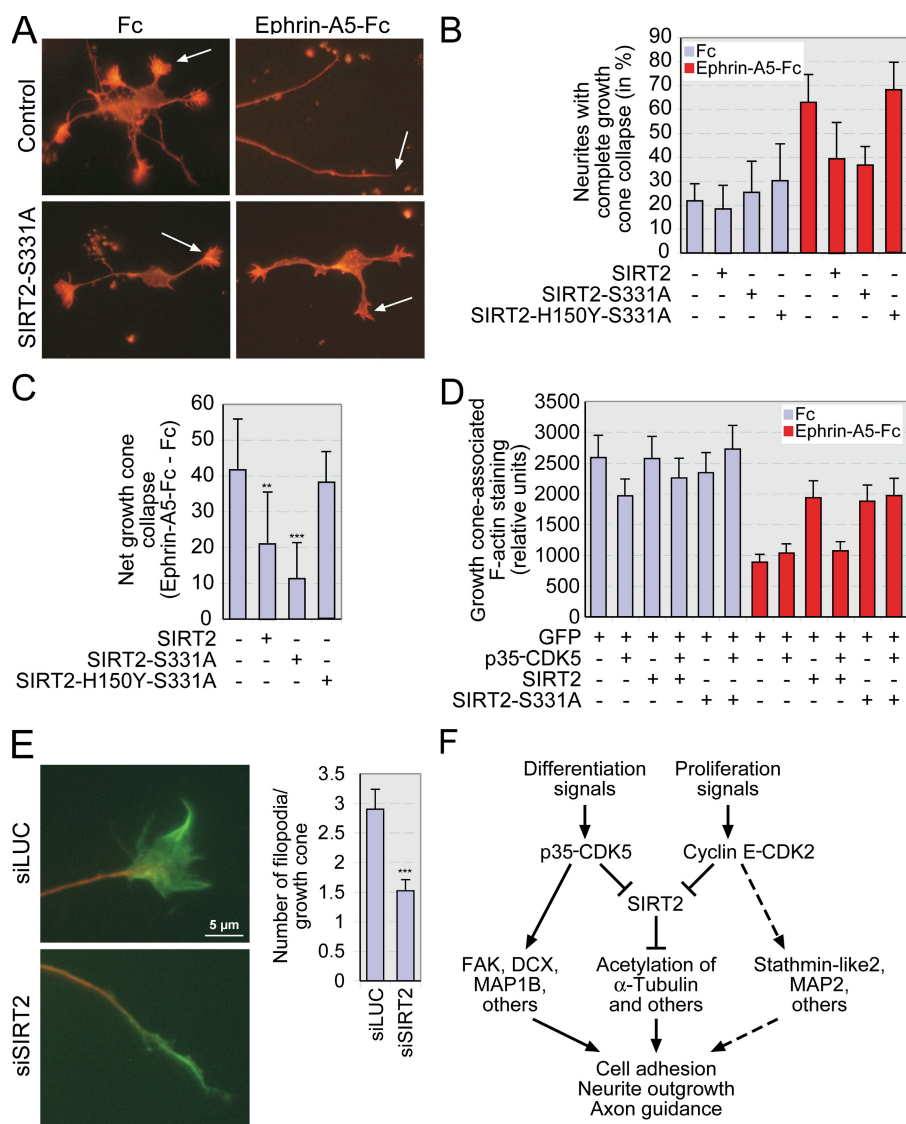 A
Fc
Ephrin-A5-Fc
Control
SIRT2-S331A
B
Neurites with
complete growth
cone collapse (in %)
90
80
70
60
50
40
30
20
10
0
Fc
Ephrin-A5-Fc
SIRT2 - + - - - + - -
SIRT2-S331A - - + - - - + -
SIRT2-H150Y-S331A - - - + - - - +
C
Net growth cone
collapse
(Ephrin-A5-Fc - Fc)
60
50
40
30
20
10
0
**
***
SIRT2 - + - -
SIRT2-S331A - - + -
SIRT2-H150Y-S331A - - - +
D
Growth cone-associated
F-actin staining
(relative units)
3500
3000
2500
2000
1500
1000
500
0
Fc
Ephrin-A5-Fc
GFP + + + + + + + + + + + +
p35-CDK5 - + - + - + - + - + - +
SIRT2 - - + + - - - - + + - -
SIRT2-S331A - - - - + + - - - - + +
E
siLUC
5 µm
siSIRT2
Number of filopodia/
growth cone
3.5
3
2.5
2
1.5
1
0.5
0
***
siLUC
siSIRT2
F
Differentiation
signals
Proliferation
signals
p35-CDK5
Cyclin E-CDK2
SIRT2
FAK, DCX,
MAP1B,
others
Acetylation of
α-Tubulin
and others
Stathmin-like2,
MAP2,
others
Cell adhesion
Neurite outgrowth
Axon guidance